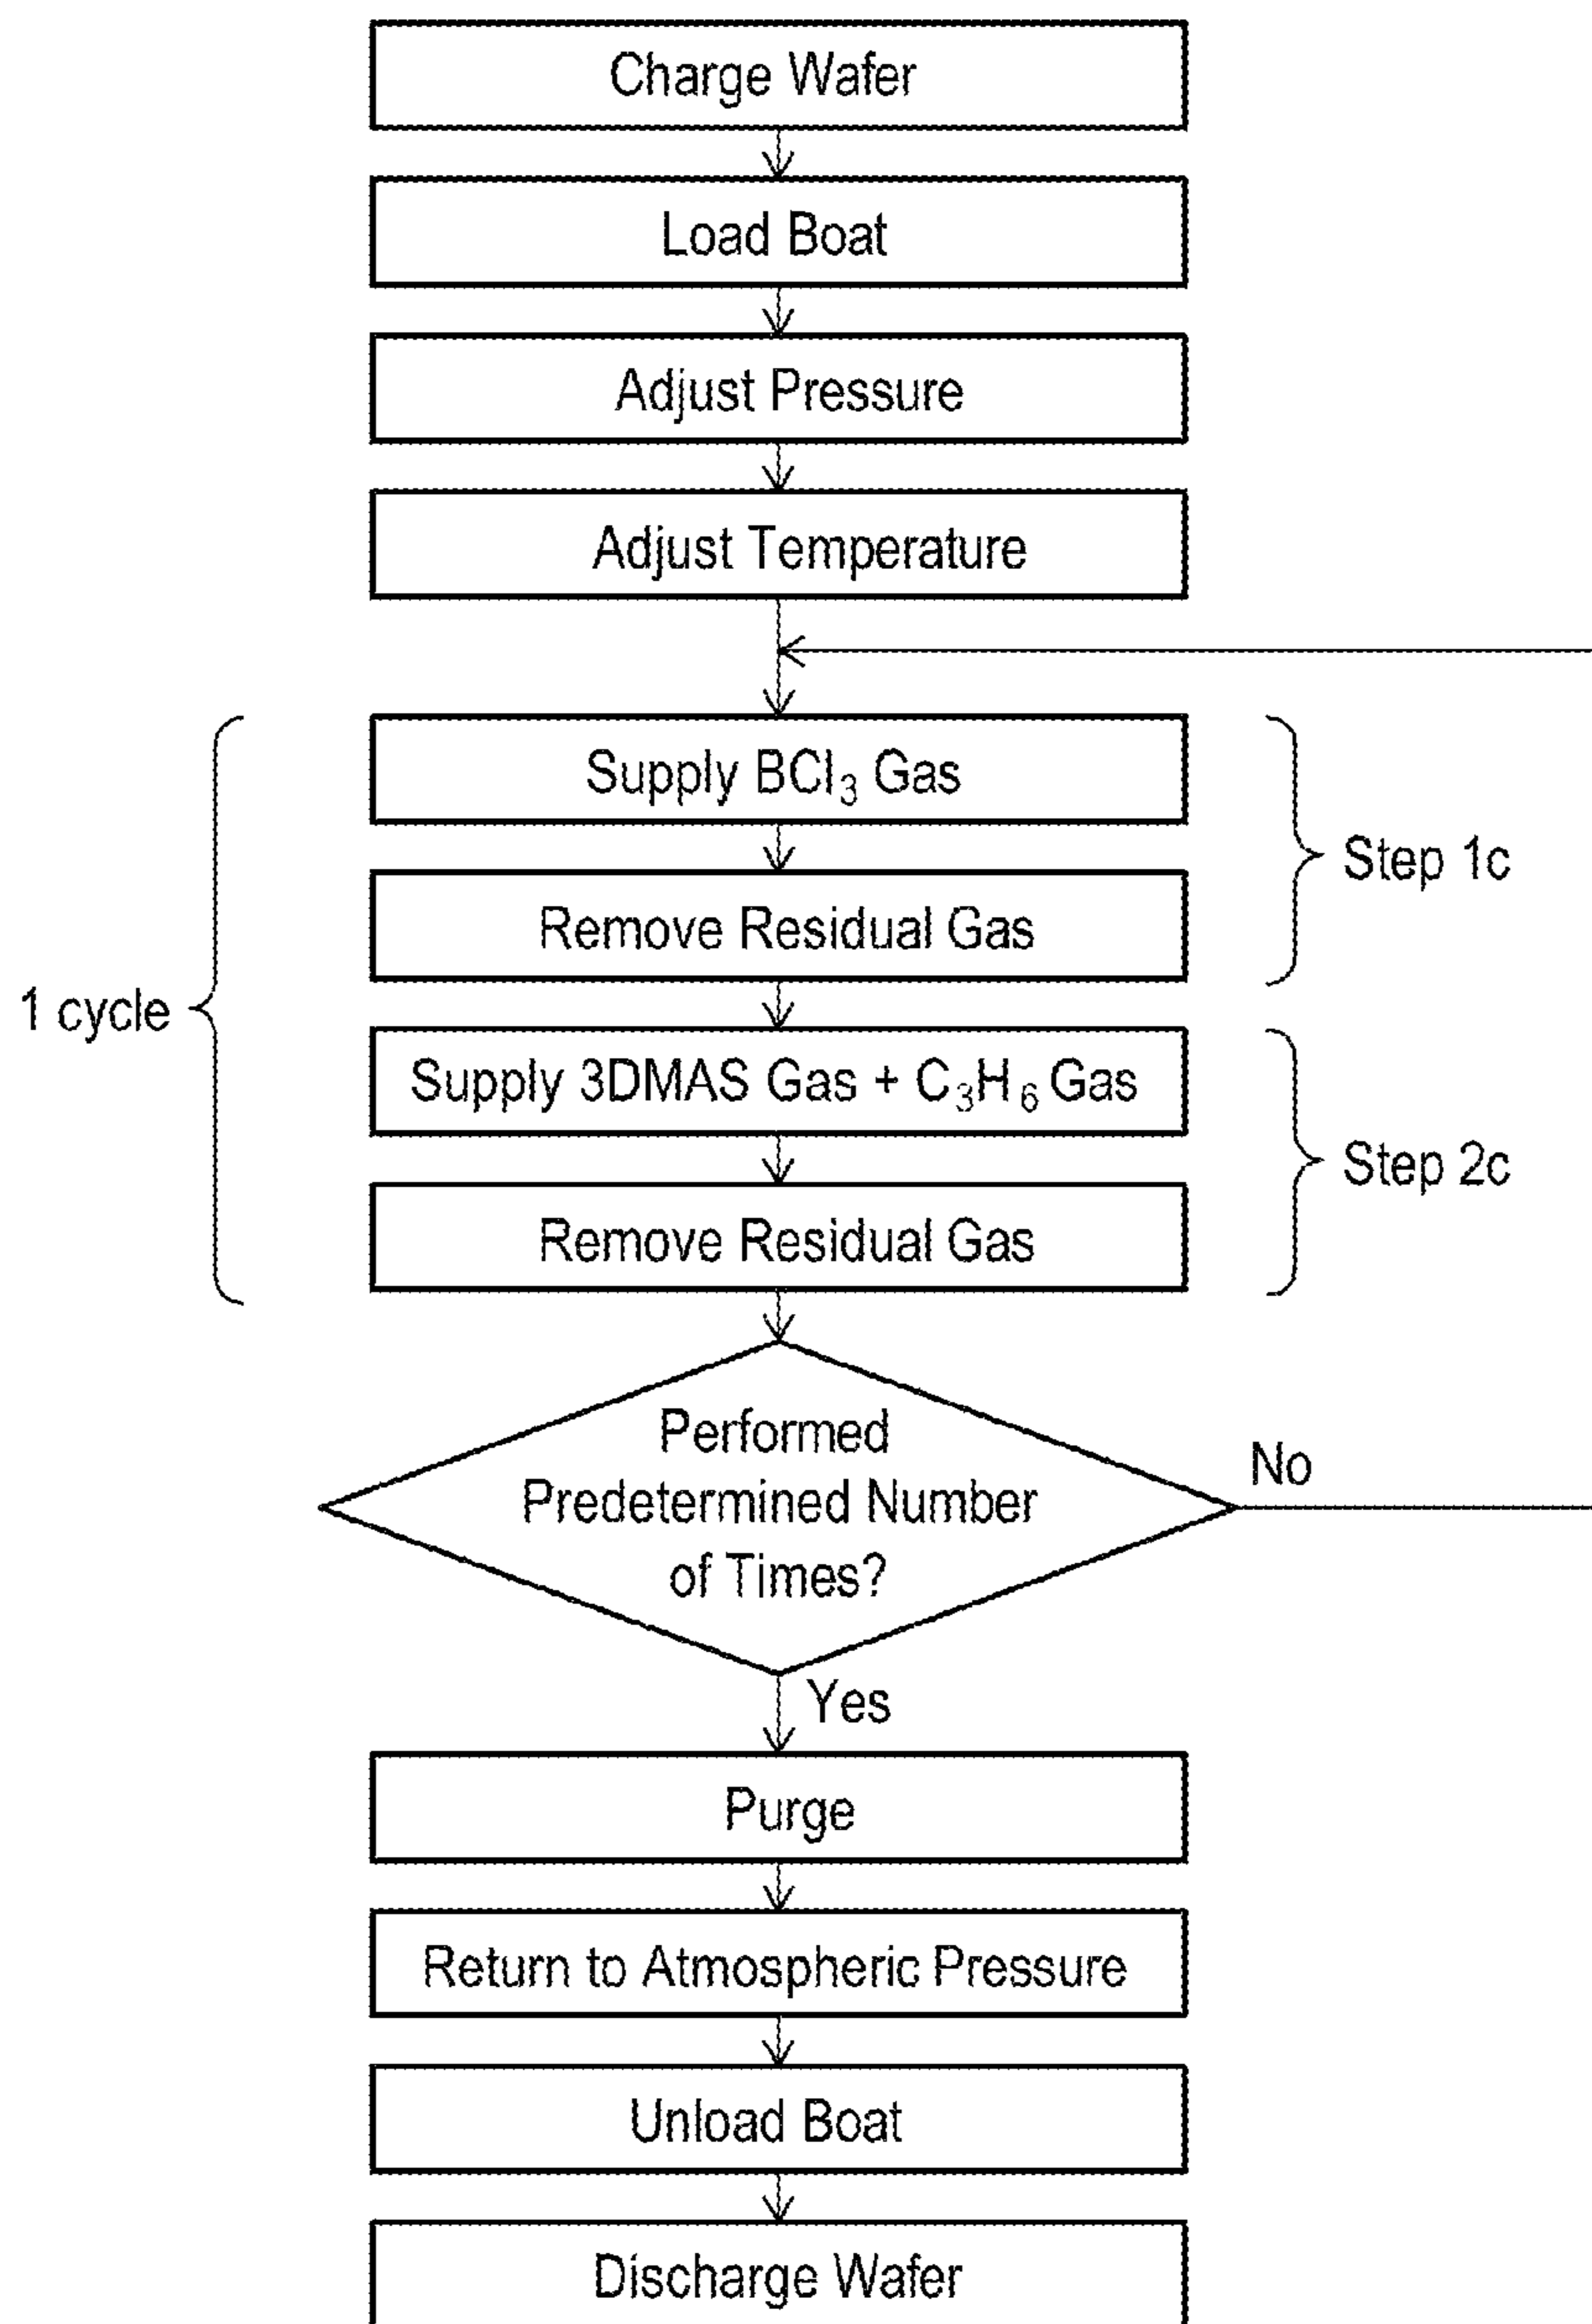 Charge Wafer
Load Boat
Adjust Pressure
Adjust Temperature
Supply BCl₃ Gas
Step 1c
Remove Residual Gas
1 cycle
Supply 3DMAS Gas + C₃H₆ Gas
Step 2c
Remove Residual Gas
Performed
No
Predetermined Number
of Times?
Yes
Purge
Return to Atmospheric Pressure
Unload Boat
Discharge Wafer